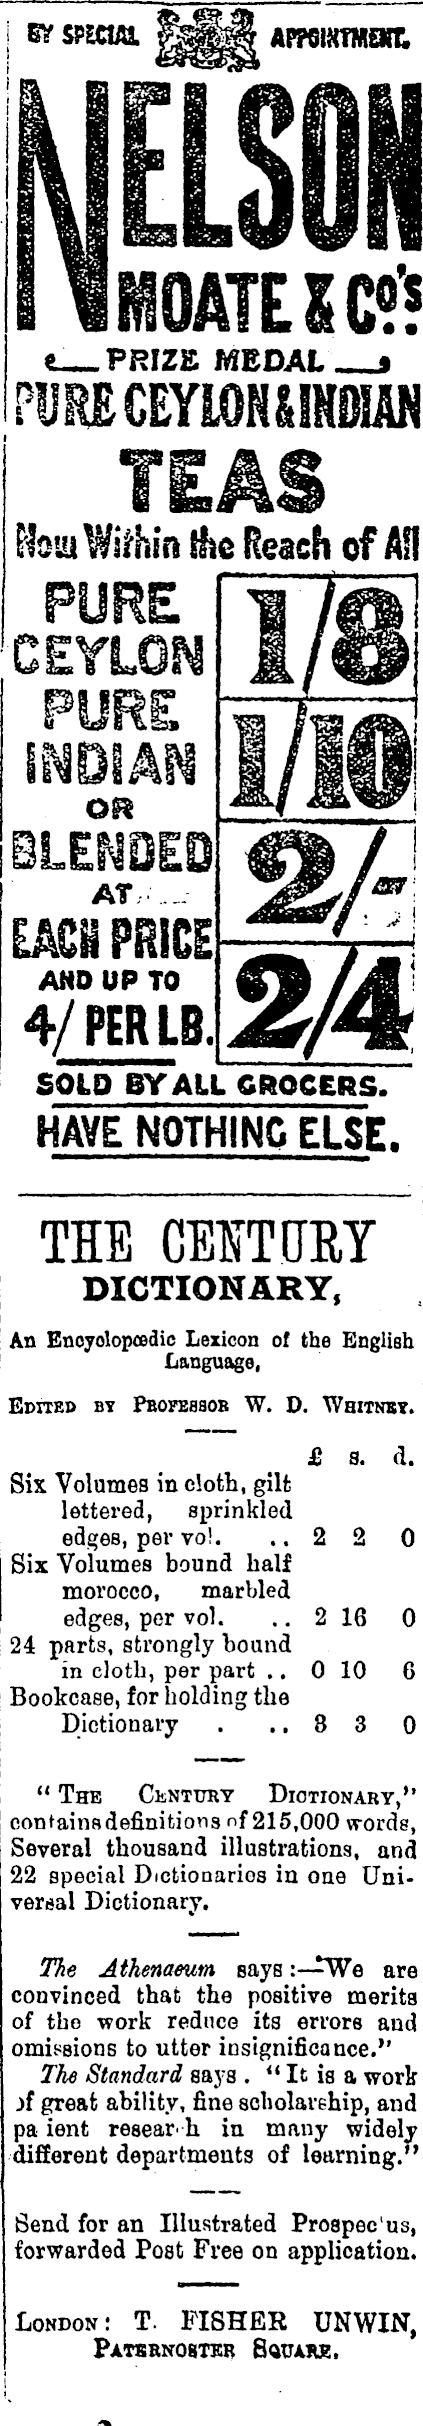 BY SPECIAL APPOINTMENT.
NELSON
MOATE & Co's
PRIZE MEDAL
PURE CEYLON & INDIAN
TEAS
Now Within the Reach of All
PURE
CEYLON
PURE
INDIAN
OR
BLENDED
AT
EACH PRICE
AND UP TO
4/ PER LB.
1/8
1/10
2/-
2/4
SOLD BY ALL GROCERS.
HAVE NOTHING ELSE.
THE CENTURY
DICTIONARY,
An Encyclopœdic Lexicon of the English
Language,
EDITED BY PROFESSOR W. D. WHITNEY.
£ s. d.
Six Volumes in cloth, gilt
lettered, sprinkled
edges, per vol. .. 2 2 0
Six Volumes bound half
morocco, marbled
edges, per vol. .. 2 16 0
24 parts, strongly bound
in cloth, per part .. 0 10 6
Bookcase, for holding the
Dictionary . .. 3 3 0
"THE CENTURY DICTIONARY,"
contains definitions of 215,000 words,
Several thousand illustrations, and
22 special Dictionaries in one Uni-
versal Dictionary.
The Athenaeum says:—"We are
convinced that the positive merits
of the work reduce its errors and
omissions to utter insignificance."
The Standard says. "It is a work
of great ability, fine scholarship, and
pa ient resear h in many widely
different departments of learning."
Send for an Illustrated Prospec'us,
forwarded Post Free on application.
LONDON: T. FISHER UNWIN,
PATERNOSTER SQUARE.